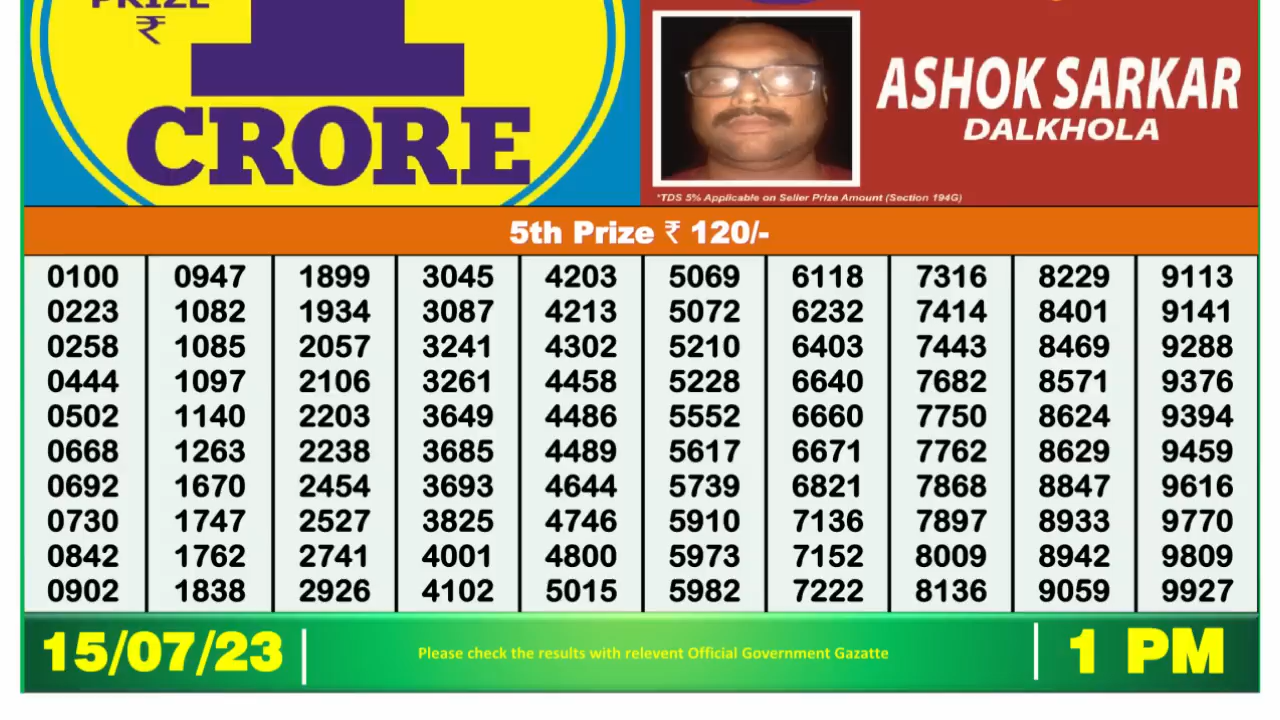 PRIZE
₹
1
CRORE
ASHOK SARKAR
DALKHOLA
*TDS 5% Applicable on Seller Prize Amount (Section 194G)
5th Prize ₹ 120/-
0100 0947 1899 3045 4203 5069 6118 7316 8229 9113
0223 1082 1934 3087 4213 5072 6232 7414 8401 9141
0258 1085 2057 3241 4302 5210 6403 7443 8469 9288
0444 1097 2106 3261 4458 5228 6640 7682 8571 9376
0502 1140 2203 3649 4486 5552 6660 7750 8624 9394
0668 1263 2238 3685 4489 5617 6671 7762 8629 9459
0692 1670 2454 3693 4644 5739 6821 7868 8847 9616
0730 1747 2527 3825 4746 5910 7136 7897 8933 9770
0842 1762 2741 4001 4800 5973 7152 8009 8942 9809
0902 1838 2926 4102 5015 5982 7222 8136 9059 9927
15/07/23 Please check the results with relevent Official Government Gazatte 1 PM